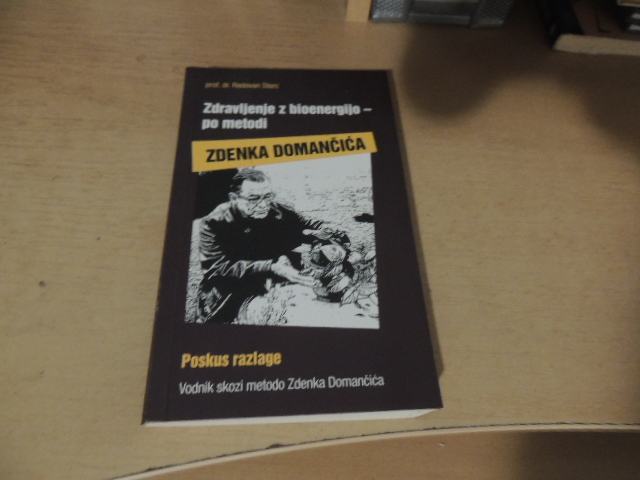 prof. dr. Radovan Starc
Zdravljenje z bioenergijo –
po metodi
ZDENKA DOMANČIĆA
Poskus razlage
Vodnik skozi metodo Zdenka Domančića